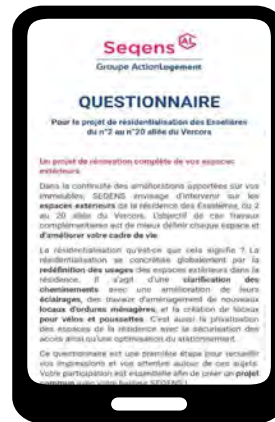 Seqens AL
Groupe ActionLogement
QUESTIONNAIRE
Pour le projet de résidentialisation des Esselières
du n°2 au n°20 allée du Vercors
Un projet de rénovation complète de vos espaces
extérieurs
Dans la continuité des améliorations apportées sur vos
immeubles, SEQENS envisage d'intervenir sur les
espaces extérieurs de la résidence des Esselières, du 2
au 20 allée du Vercors. L'objectif de ces travaux
complémentaires est de mieux définir chaque espace et
d'améliorer votre cadre de vie.
La résidentialisation qu'est-ce que cela signifie ? La
résidentialisation se concrétise globalement par la
redéfinition des usages des espaces extérieurs dans la
résidence. Il s'agit d'une clarification des
cheminements avec une amélioration de leurs
éclairages, des travaux d'aménagement de nouveaux
locaux d'ordures ménagères, et la création de locaux
pour vélos et poussettes. C'est aussi la privatisation
des espaces de la résidence avec la sécurisation des
accès ainsi qu'une optimisation du stationnement.
Ce questionnaire est une première étape pour recueillir
vos impressions et vos attentes autour de ces sujets.
Votre participation est essentielle afin de créer un projet
commun avec votre bailleur SEQENS !